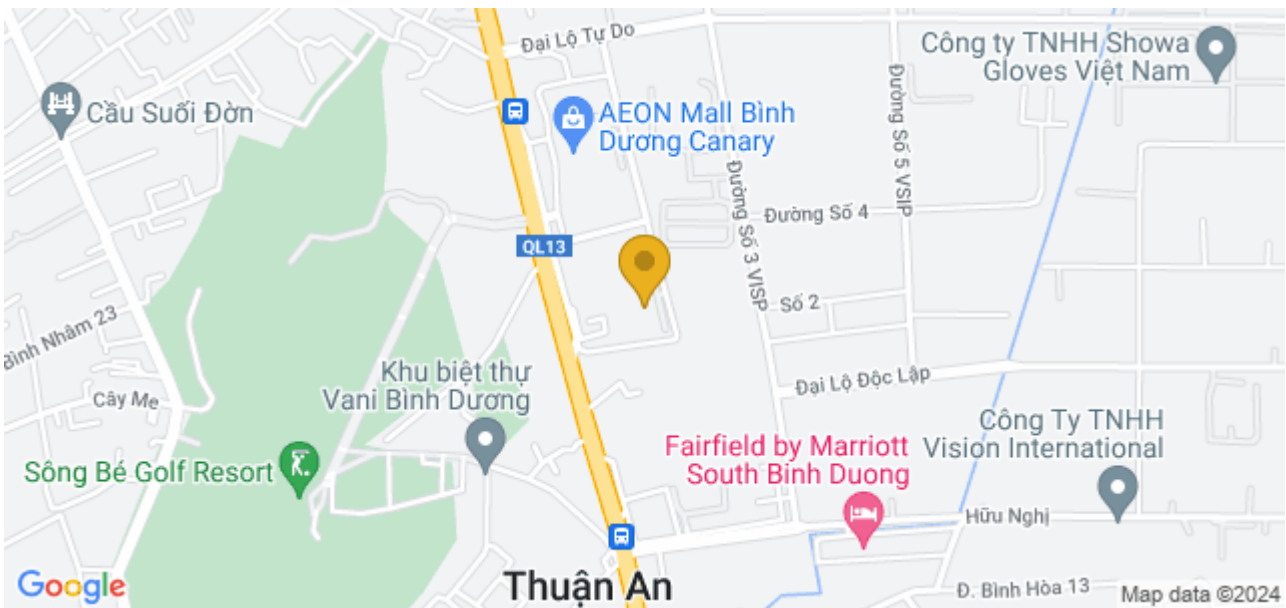 Đại Lộ Tự Do
Công ty TNHH Showa
Gloves Việt Nam
Cầu Suối Đờn
AEON Mall Bình
Dương Canary
Đường Số 5 VSIP
Đường Số 3 VISP
Đường Số 4
QL13
Số 2
Bình Nhâm 23
Khu biệt thự
Vani Bình Dương
Đại Lộ Độc Lập
Cây Me
Công Ty TNHH
Vision International
Fairfield by Marriott
South Binh Duong
Sông Bé Golf Resort
Hữu Nghị
Thuận An
Google
Đ. Bình Hòa 13
Map data ©2024